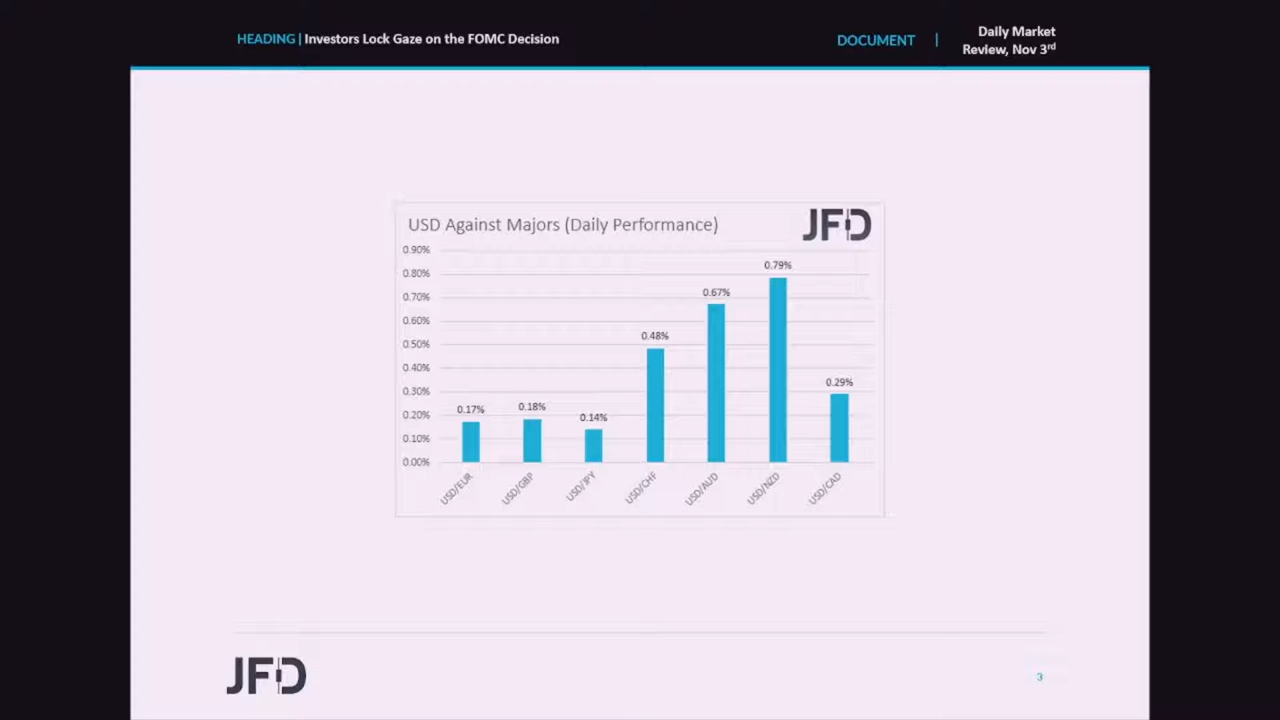 HEADING | Investors Lock Gaze on the FOMC Decision
DOCUMENT |
Daily Market
Review, Nov 3rd
USD Against Majors (Daily Performance)
JFD
0.90%
0.80%
0.70%
0.60%
0.50%
0.40%
0.30%
0.20%
0.10%
0.00%
0.17%
0.18%
0.14%
0.48%
0.67%
0.79%
0.29%
USD/EUR
USD/GBP
USD/JPY
USD/CHF
USD/AUD
USD/NZD
USD/CAD
JFD
3